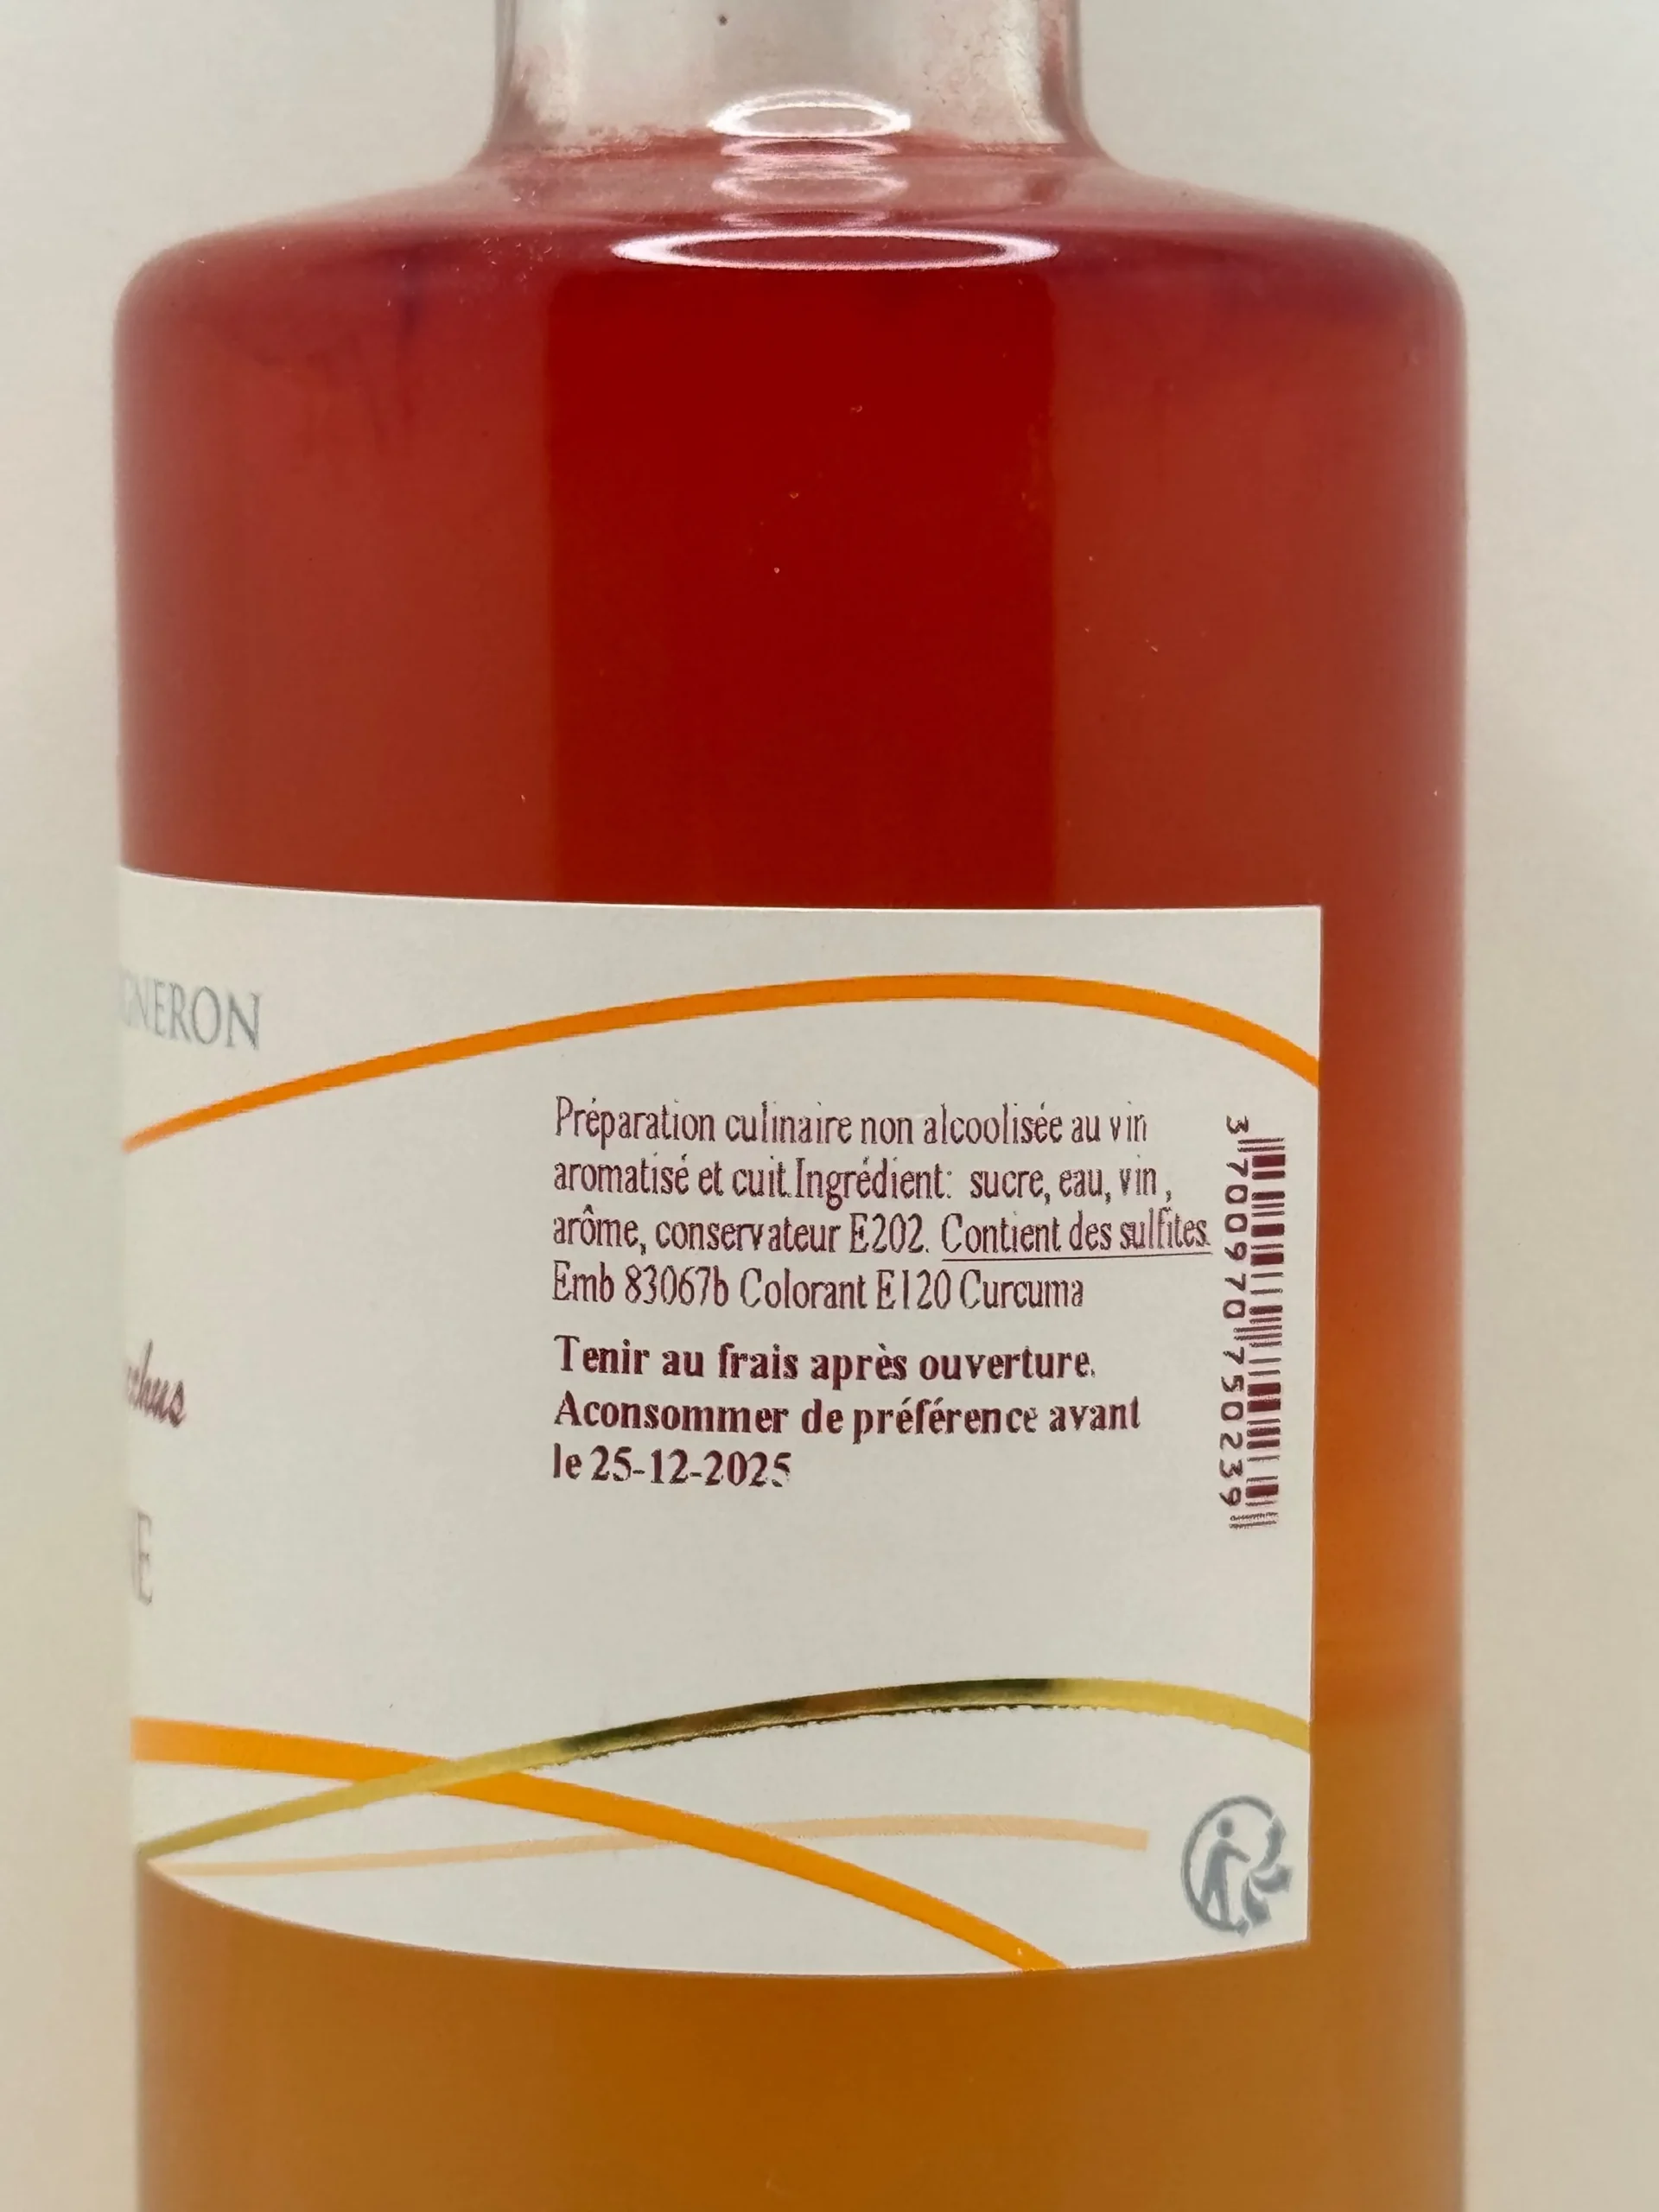 Préparation culinaire non alcoolisée au vin
aromatisé et cuit.Ingrédient: sucre, eau, vin,
arôme, conservateur E202. Contient des sulfites.
Emb 83067b Colorant E120 Curcuma
Tenir au frais après ouverture.
Aconsommer de préférence avant
le 25-12-2025
3700970750239